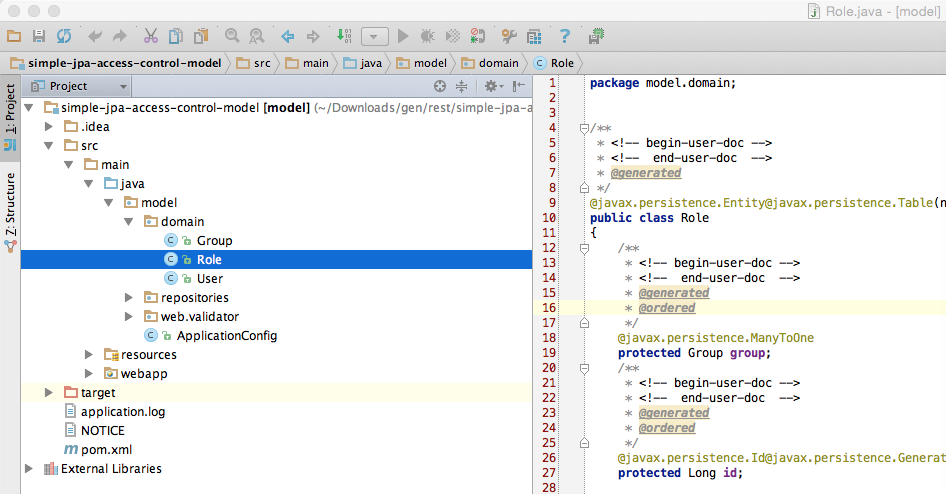 Role.java - [model]
simple-jpa-access-control-model src main java model domain Role
1: Project
Z: Structure
Project
simple-jpa-access-control-model [model] (~/Downloads/gen/rest/simple-jpa-a
.idea
src
main
java
model
domain
Group
Role
User
repositories
web.validator
ApplicationConfig
resources
webapp
target
application.log
NOTICE
pom.xml
External Libraries
1 package model.domain;
2
3
4 /**
5 * <!-- begin-user-doc -->
6 * <!--  end-user-doc  -->
7 * @generated
8 */
9 @javax.persistence.Entity@javax.persistence.Table(n
10 public class Role
11 {
12 /**
13 * <!-- begin-user-doc -->
14 * <!--  end-user-doc  -->
15 * @generated
16 * @ordered
17 */
18 @javax.persistence.ManyToOne
19 protected Group group;
20 /**
21 * <!-- begin-user-doc -->
22 * <!--  end-user-doc  -->
23 * @generated
24 * @ordered
25 */
26 @javax.persistence.Id@javax.persistence.Generat
27 protected Long id;
28